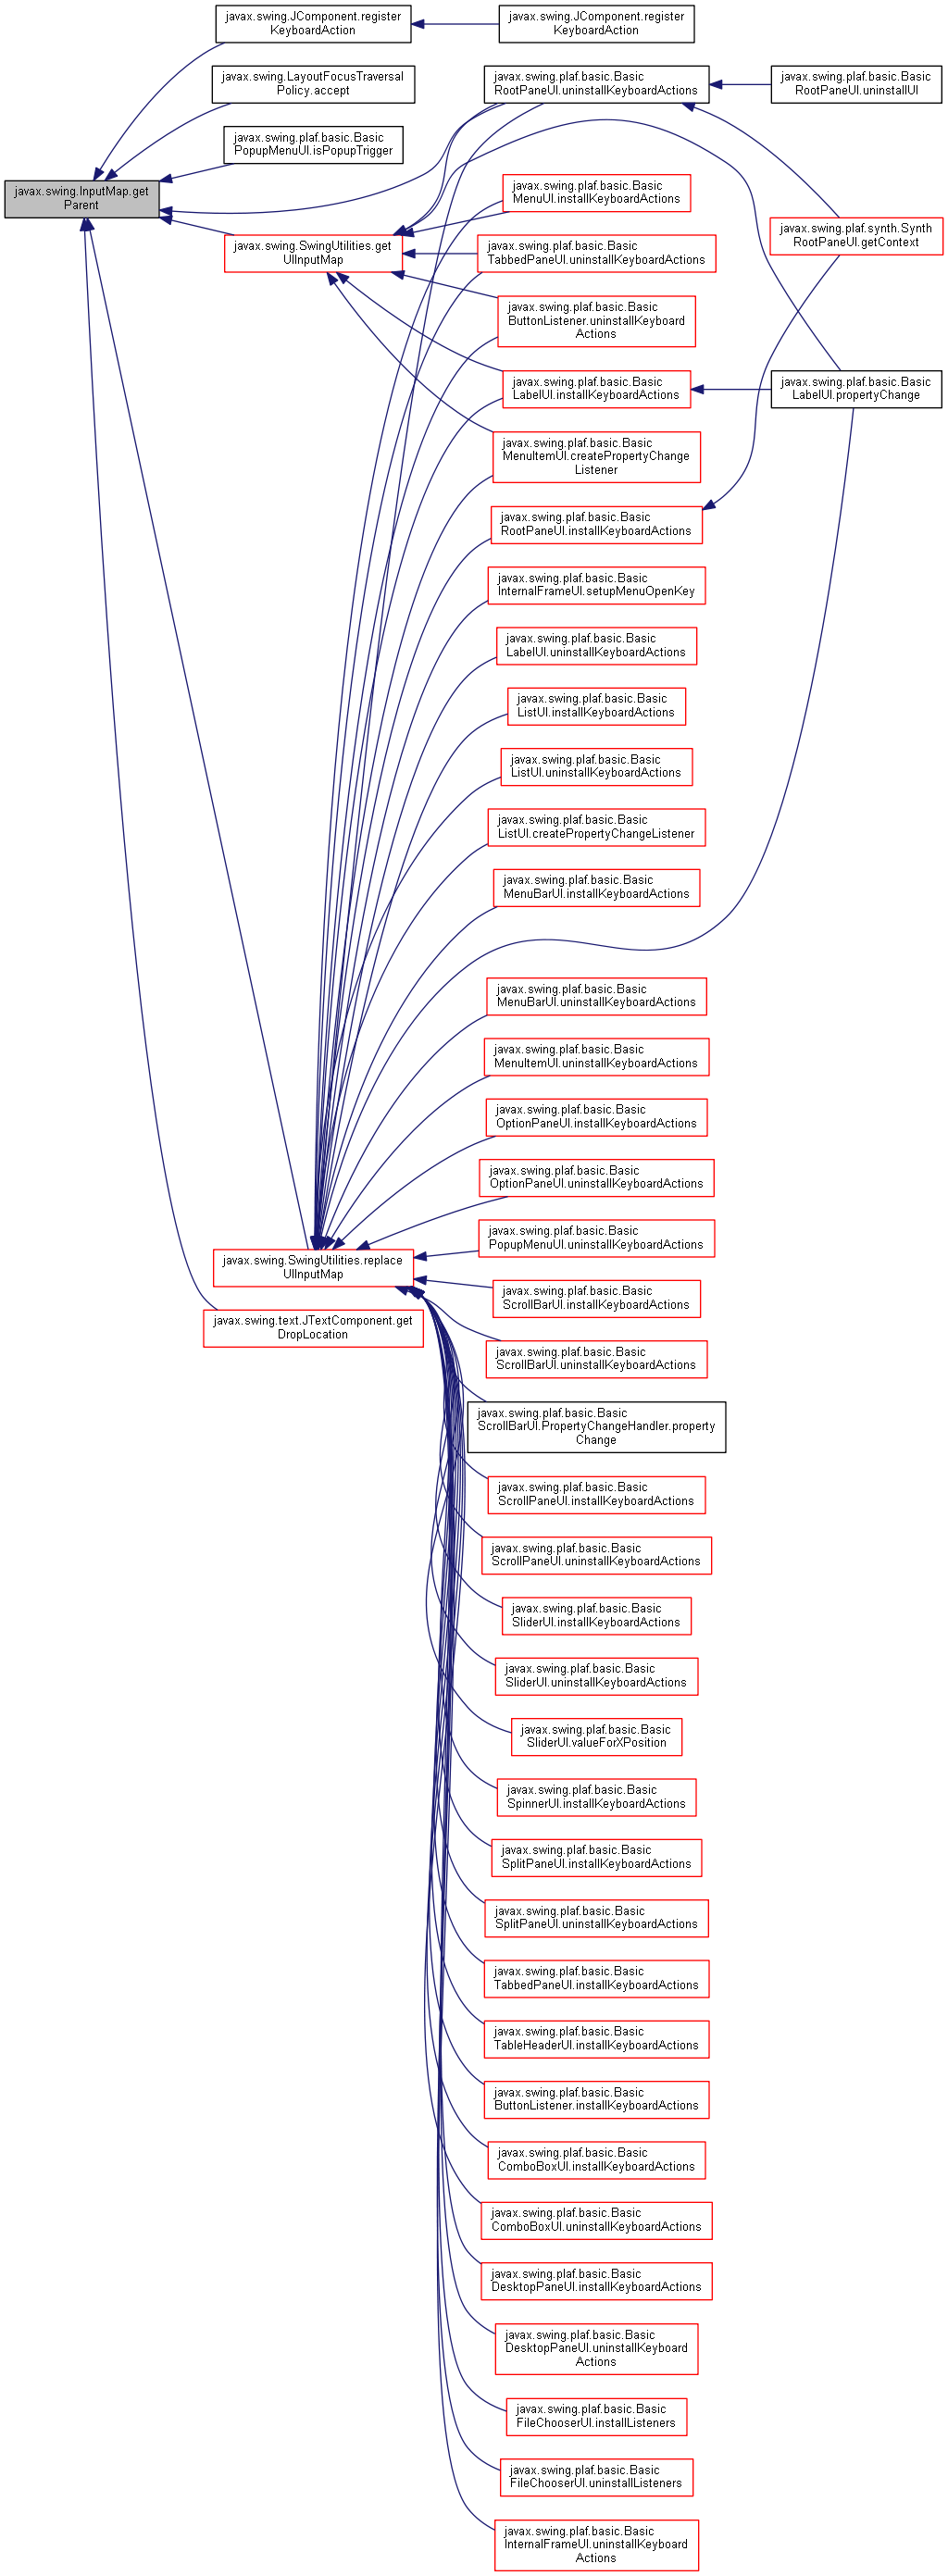 javax.swing.JComponent.register
KeyboardAction
javax.swing.JComponent.register
KeyboardAction
javax.swing.LayoutFocusTraversal
Policy.accept
javax.swing.plaf.basic.Basic
RootPaneUI.uninstallKeyboardActions
javax.swing.plaf.basic.Basic
RootPaneUI.uninstallUI
javax.swing.plaf.basic.Basic
PopupMenuUI.isPopupTrigger
javax.swing.InputMap.get
Parent
javax.swing.plaf.basic.Basic
MenuUI.installKeyboardActions
javax.swing.plaf.synth.Synth
RootPaneUI.getContext
javax.swing.SwingUtilities.get
UIInputMap
javax.swing.plaf.basic.Basic
TabbedPaneUI.uninstallKeyboardActions
javax.swing.plaf.basic.Basic
ButtonListener.uninstallKeyboard
Actions
javax.swing.plaf.basic.Basic
LabelUI.installKeyboardActions
javax.swing.plaf.basic.Basic
LabelUI.propertyChange
javax.swing.plaf.basic.Basic
MenuItemUI.createPropertyChange
Listener
javax.swing.plaf.basic.Basic
RootPaneUI.installKeyboardActions
javax.swing.plaf.basic.Basic
InternalFrameUI.setupMenuOpenKey
javax.swing.plaf.basic.Basic
LabelUI.uninstallKeyboardActions
javax.swing.plaf.basic.Basic
ListUI.installKeyboardActions
javax.swing.plaf.basic.Basic
ListUI.uninstallKeyboardActions
javax.swing.plaf.basic.Basic
ListUI.createPropertyChangeListener
javax.swing.plaf.basic.Basic
MenuBarUI.installKeyboardActions
javax.swing.plaf.basic.Basic
MenuBarUI.uninstallKeyboardActions
javax.swing.plaf.basic.Basic
MenuItemUI.uninstallKeyboardActions
javax.swing.plaf.basic.Basic
OptionPaneUI.installKeyboardActions
javax.swing.plaf.basic.Basic
OptionPaneUI.uninstallKeyboardActions
javax.swing.plaf.basic.Basic
PopupMenuUI.uninstallKeyboardActions
javax.swing.SwingUtilities.replace
UIInputMap
javax.swing.plaf.basic.Basic
ScrollBarUI.installKeyboardActions
javax.swing.text.JTextComponent.get
DropLocation
javax.swing.plaf.basic.Basic
ScrollBarUI.uninstallKeyboardActions
javax.swing.plaf.basic.Basic
ScrollBarUI.PropertyChangeHandler.property
Change
javax.swing.plaf.basic.Basic
ScrollPaneUI.installKeyboardActions
javax.swing.plaf.basic.Basic
ScrollPaneUI.uninstallKeyboardActions
javax.swing.plaf.basic.Basic
SliderUI.installKeyboardActions
javax.swing.plaf.basic.Basic
SliderUI.uninstallKeyboardActions
javax.swing.plaf.basic.Basic
SliderUI.valueForXPosition
javax.swing.plaf.basic.Basic
SpinnerUI.installKeyboardActions
javax.swing.plaf.basic.Basic
SplitPaneUI.installKeyboardActions
javax.swing.plaf.basic.Basic
SplitPaneUI.uninstallKeyboardActions
javax.swing.plaf.basic.Basic
TabbedPaneUI.installKeyboardActions
javax.swing.plaf.basic.Basic
TableHeaderUI.installKeyboardActions
javax.swing.plaf.basic.Basic
ButtonListener.installKeyboardActions
javax.swing.plaf.basic.Basic
ComboBoxUI.installKeyboardActions
javax.swing.plaf.basic.Basic
ComboBoxUI.uninstallKeyboardActions
javax.swing.plaf.basic.Basic
DesktopPaneUI.installKeyboardActions
javax.swing.plaf.basic.Basic
DesktopPaneUI.uninstallKeyboard
Actions
javax.swing.plaf.basic.Basic
FileChooserUI.installListeners
javax.swing.plaf.basic.Basic
FileChooserUI.uninstallListeners
javax.swing.plaf.basic.Basic
InternalFrameUI.uninstallKeyboard
Actions